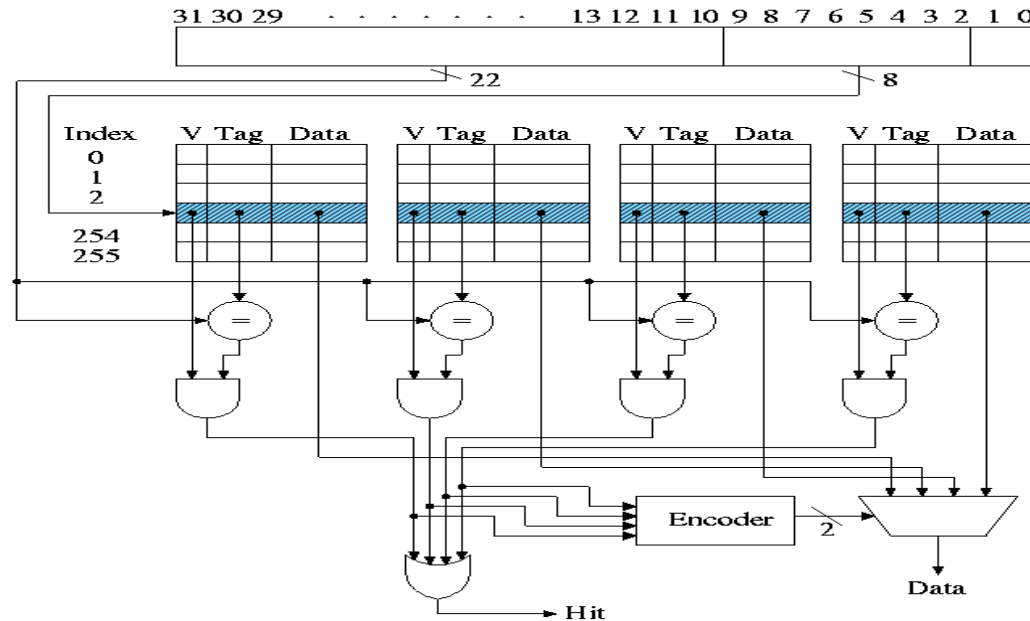 31 30 29 . . . . . . . 13 12 11 10 9 8 7 6 5 4 3 2 1 0
22 8
Index V Tag Data V Tag Data V Tag Data V Tag Data
0
1
2
254
255
= = = =
Encoder
2
Data
Hit